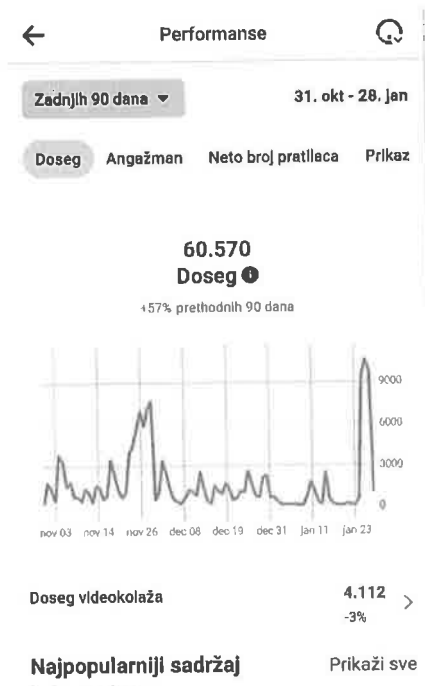 Performanse
Zadnjih 90 dana
31. okt - 28. jan
Doseg
Angažman
Neto broj pratilaca
Prikaz
60.570
Doseg
+57% prethodnih 90 dana
9000
6000
3000
0
nov 03 nov 14 nov 26 dec 08 dec 19 dec 31 jan 11 jan 23
Doseg videokolaža
4.112
-3%
Najpopularniji sadržaj
Prikaži sve